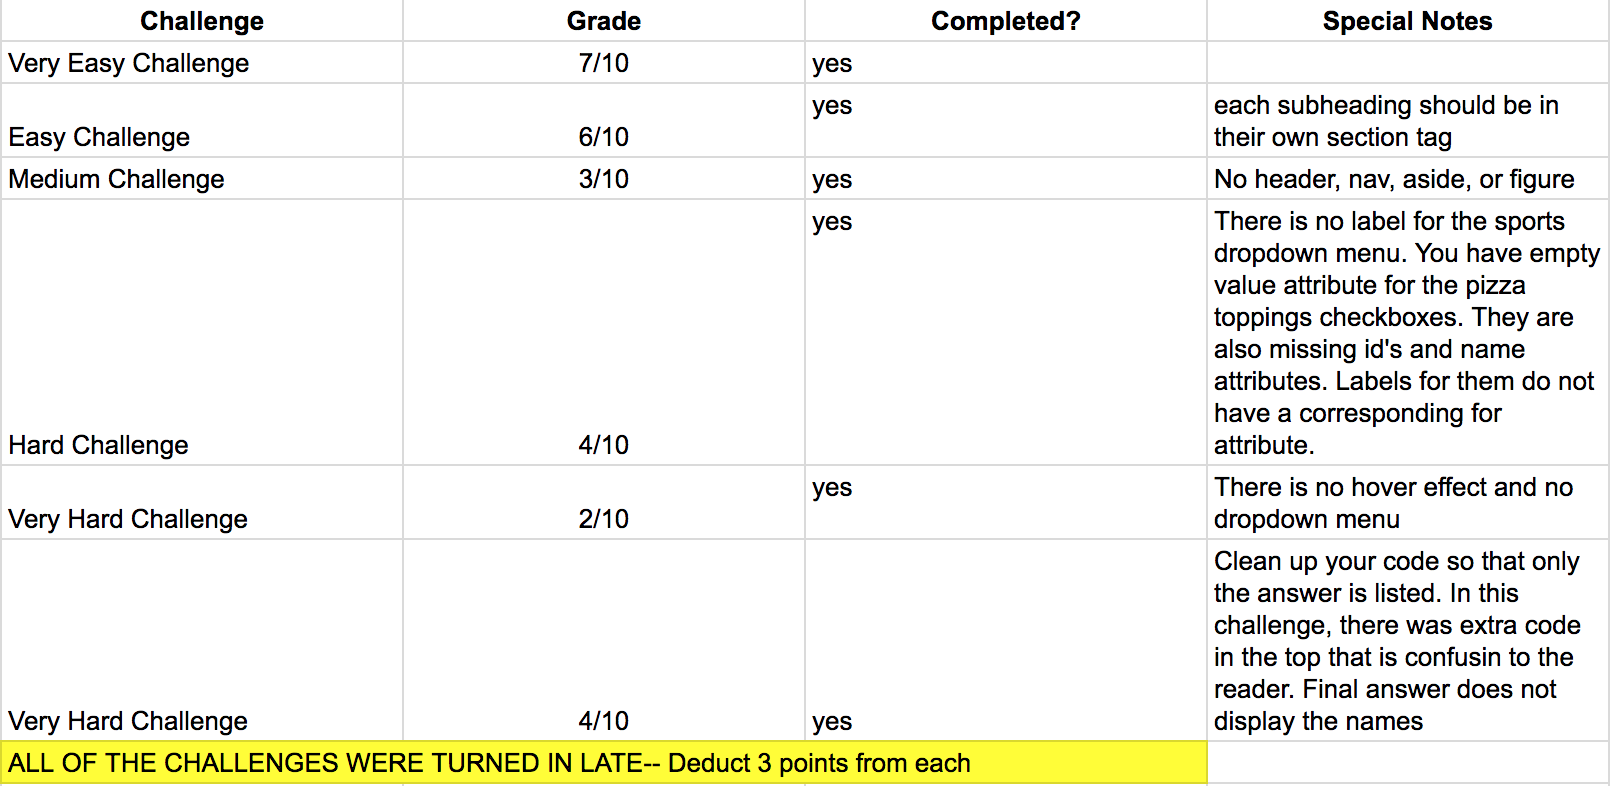 Challenge Grade Completed? Special Notes
Very Easy Challenge 7/10 yes
Easy Challenge 6/10 yes each subheading should be in
their own section tag
Medium Challenge 3/10 yes No header, nav, aside, or figure
Hard Challenge 4/10 yes There is no label for the sports
dropdown menu. You have empty
value attribute for the pizza
toppings checkboxes. They are
also missing id's and name
attributes. Labels for them do not
have a corresponding for
attribute.
Very Hard Challenge 2/10 yes There is no hover effect and no
dropdown menu
Very Hard Challenge 4/10 yes Clean up your code so that only
the answer is listed. In this
challenge, there was extra code
in the top that is confusin to the
reader. Final answer does not
display the names
ALL OF THE CHALLENGES WERE TURNED IN LATE-- Deduct 3 points from each